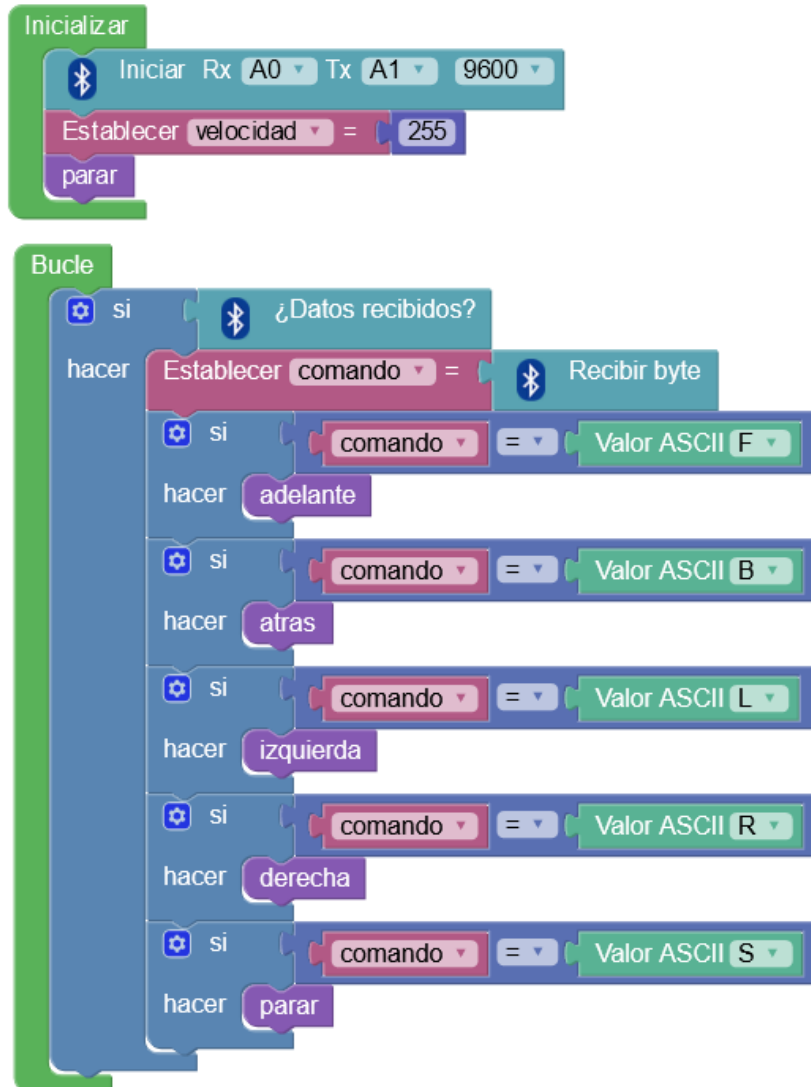 Inicializar
Iniciar Rx A0 Tx A1 9600
Establecer velocidad = 255
parar
Bucle
si ¿Datos recibidos?
hacer Establecer comando = Recibir byte
si comando = Valor ASCII F
hacer adelante
si comando = Valor ASCII B
hacer atras
si comando = Valor ASCII L
hacer izquierda
si comando = Valor ASCII R
hacer derecha
si comando = Valor ASCII S
hacer parar